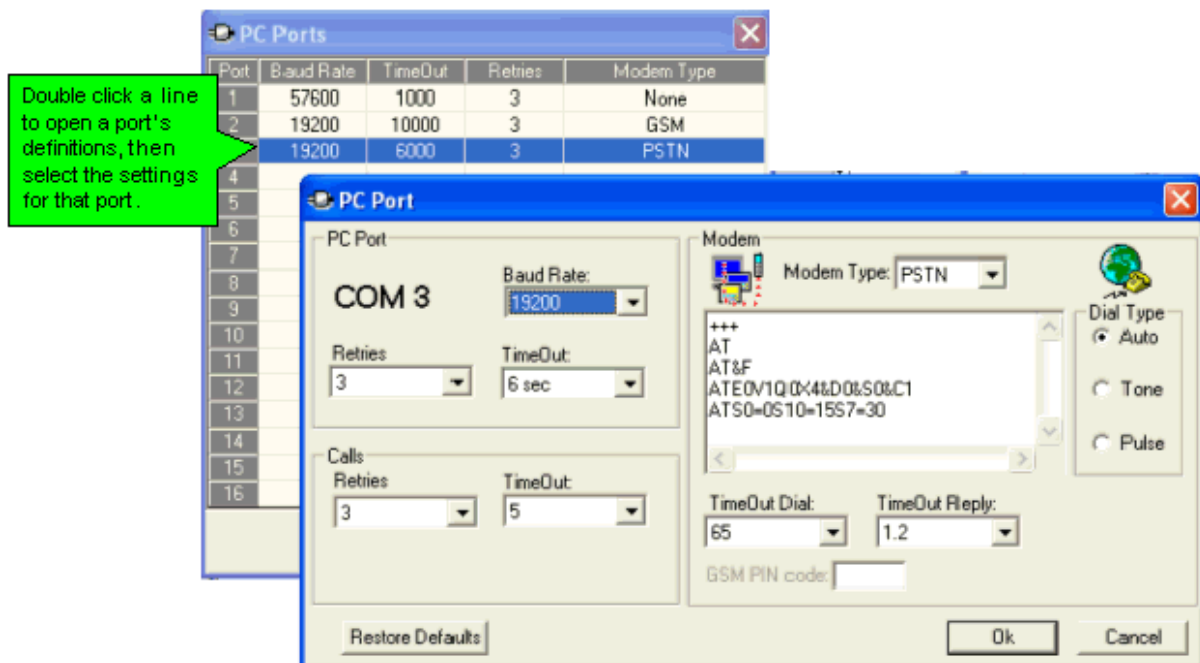 PC Ports
Port Baud Rate TimeOut Retries Modem Type
1 57600 1000 3 None
2 19200 10000 3 GSM
19200 6000 3 PSTN
4
5
6
7
8
9
10
11
12
13
14
15
16
Double click a line
to open a port's
definitions, then
select the settings
for that port.
PC Port
PC Port
COM 3
Baud Rate:
19200
Retries
3
TimeOut:
6 sec
Calls
Retries
3
TimeOut:
5
Modem
Modem Type: PSTN
+++
AT
AT&F
ATE0V1Q0X4&D0&S0&C1
ATS0=0S10=15S7=30
Dial Type
Auto
Tone
Pulse
TimeOut Dial:
65
TimeOut Reply:
1.2
GSM PIN code:
Restore Defaults
Ok
Cancel